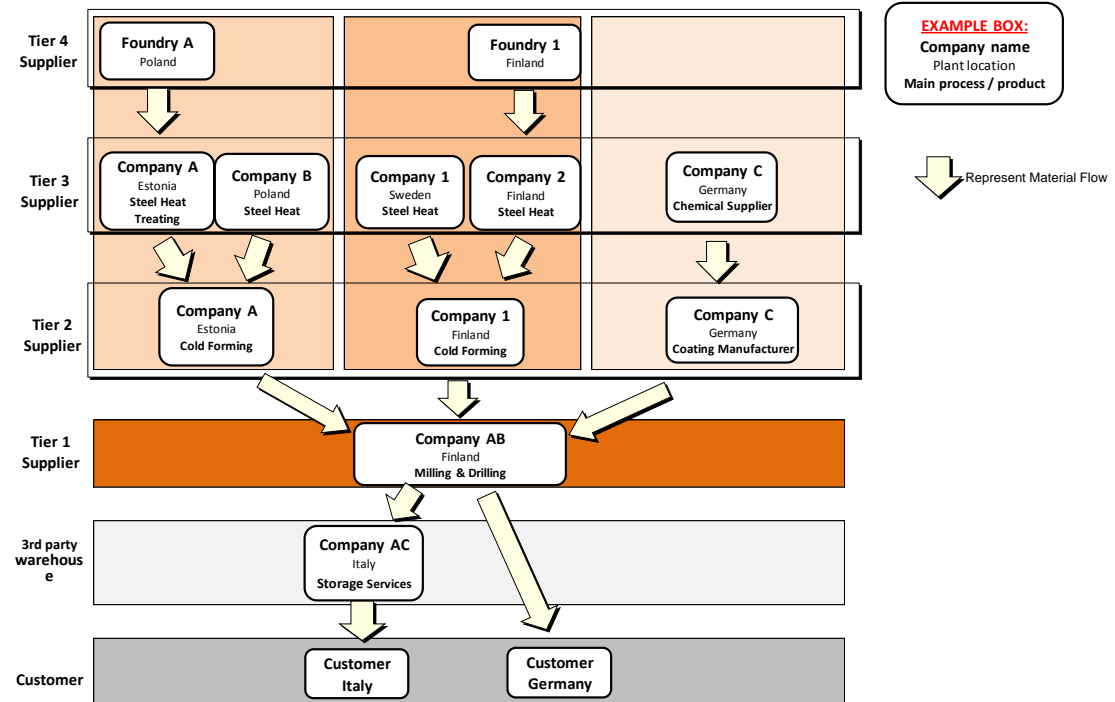 Tier 4
Supplier
Foundry A
Poland
Foundry 1
Finland
EXAMPLE BOX:
Company name
Plant location
Main process / product
Represent Material Flow
Tier 3
Supplier
Company A
Estonia
Steel Heat
Treating
Company B
Poland
Steel Heat
Company 1
Sweden
Steel Heat
Company 2
Finland
Steel Heat
Company C
Germany
Chemical Supplier
Tier 2
Supplier
Company A
Estonia
Cold Forming
Company 1
Finland
Cold Forming
Company C
Germany
Coating Manufacturer
Tier 1
Supplier
Company AB
Finland
Milling & Drilling
3rd party
warehous
e
Company AC
Italy
Storage Services
Customer
Customer
Italy
Customer
Germany